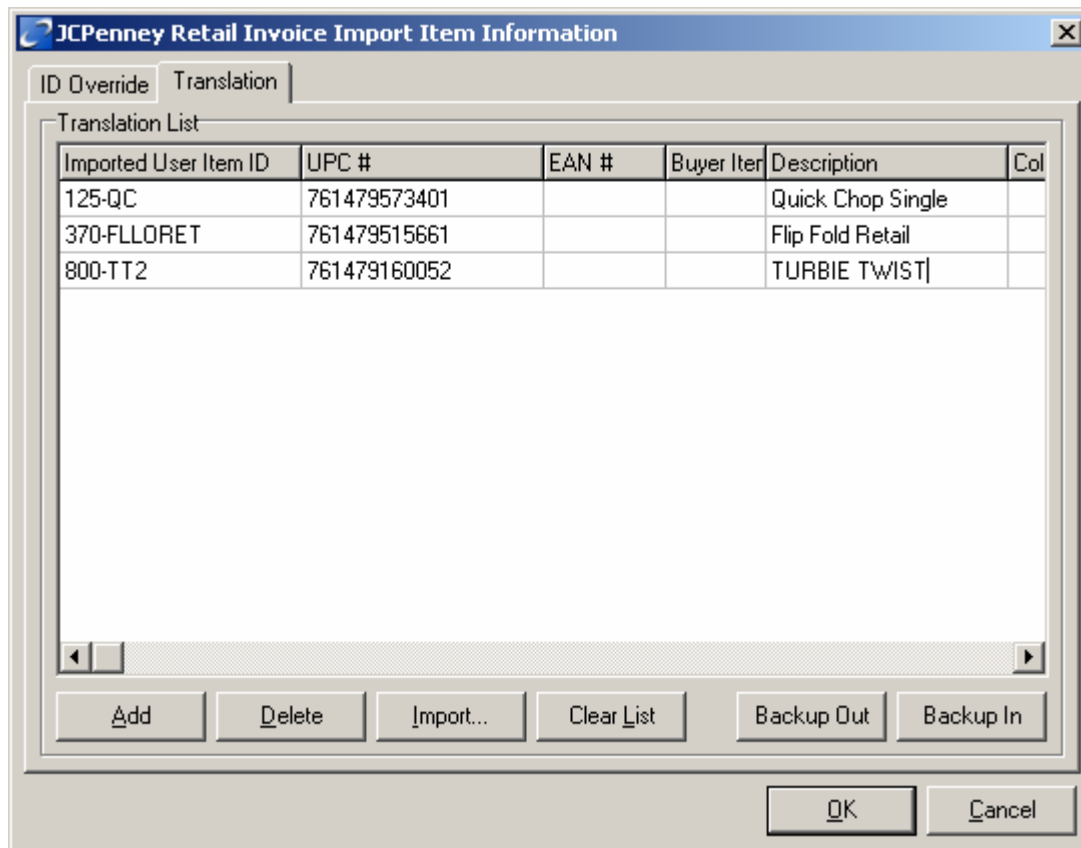 JCPenney Retail Invoice Import Item Information
ID Override Translation
Translation List
Imported User Item ID UPC # EAN # Buyer Iter Description Col
125-QC 761479573401 Quick Chop Single
370-FLLORET 761479515661 Flip Fold Retail
800-TT2 761479160052 TURBIE TWIST
Add Delete Import... Clear List Backup Out Backup In
OK Cancel